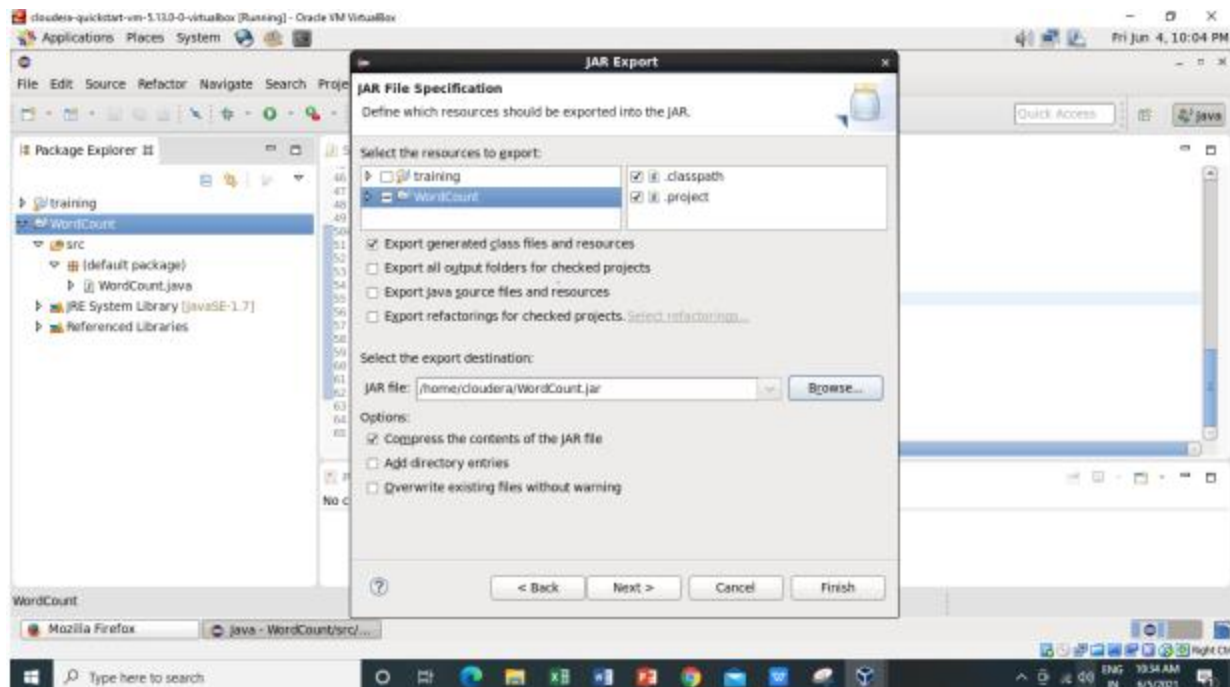 cloudera-quickstart-vm-5.13.0-0-virtualbox [Running] - Oracle VM VirtualBox
Applications Places System
Fri Jun 4, 10:04 PM
JAR Export
File Edit Source Refactor Navigate Search Proje
JAR File Specification
Define which resources should be exported into the JAR.
Quick Access
Java
Package Explorer
Select the resources to export:
training
WordCount
.classpath
.project
training
WordCount
src
(default package)
WordCount.java
JRE System Library [JavaSE-1.7]
Referenced Libraries
Export generated class files and resources
Export all output folders for checked projects
Export Java source files and resources
Export refactorings for checked projects. Select refactorings...
Select the export destination:
JAR file: /home/cloudera/WordCount.jar
Browse...
Options:
Compress the contents of the JAR file
Add directory entries
Overwrite existing files without warning
No c
< Back
Next >
Cancel
Finish
WordCount
Mozilla Firefox
Java - WordCount/src/...
Right Ct
Type here to search
ENG
IN
10:34 AM
6/5/2021